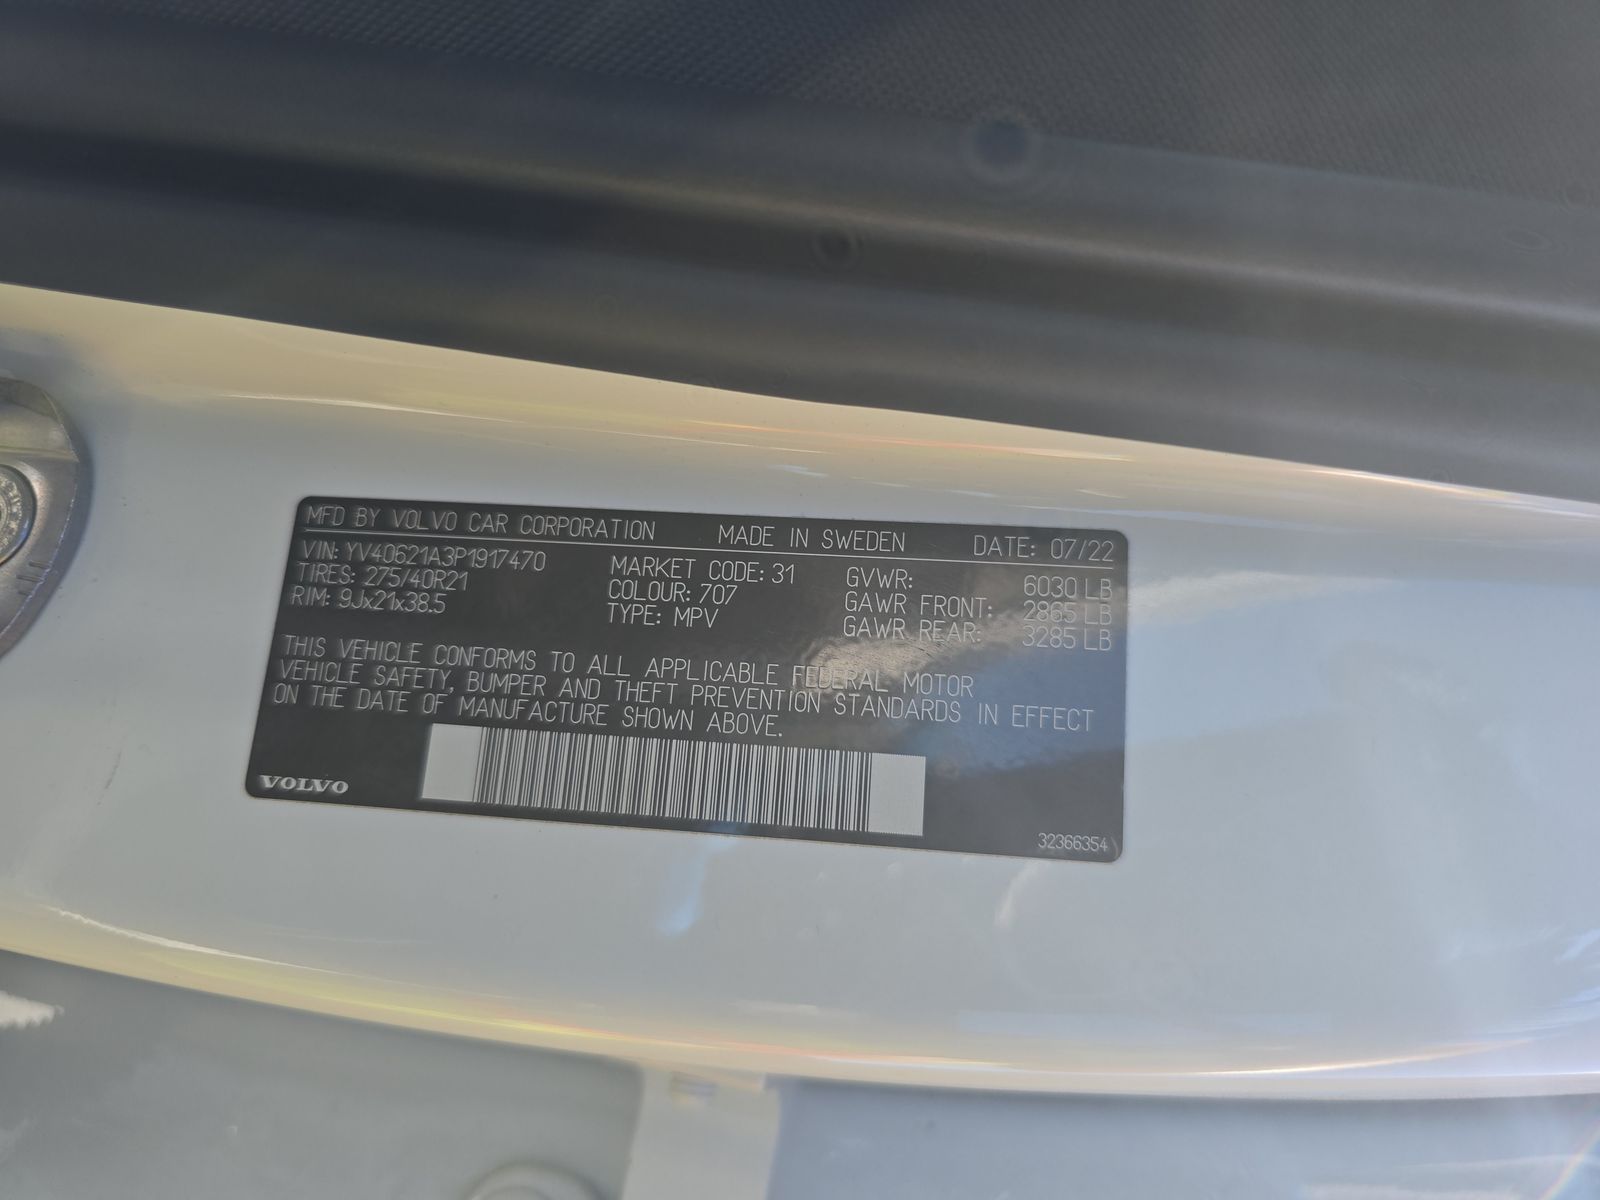 MFD BY VOLVO CAR CORPORATION MADE IN SWEDEN DATE: 07/22
VIN: YV40621A3P1917470 MARKET CODE: 31 GVWR: 6030 LB
TIRES: 275/40R21 COLOUR: 707 GAWR FRONT: 2865 LB
RIM: 9Jx21x38.5 TYPE: MPV GAWR REAR: 3285 LB
THIS VEHICLE CONFORMS TO ALL APPLICABLE FEDERAL MOTOR
VEHICLE SAFETY, BUMPER AND THEFT PREVENTION STANDARDS IN EFFECT
ON THE DATE OF MANUFACTURE SHOWN ABOVE.
VOLVO
32366354